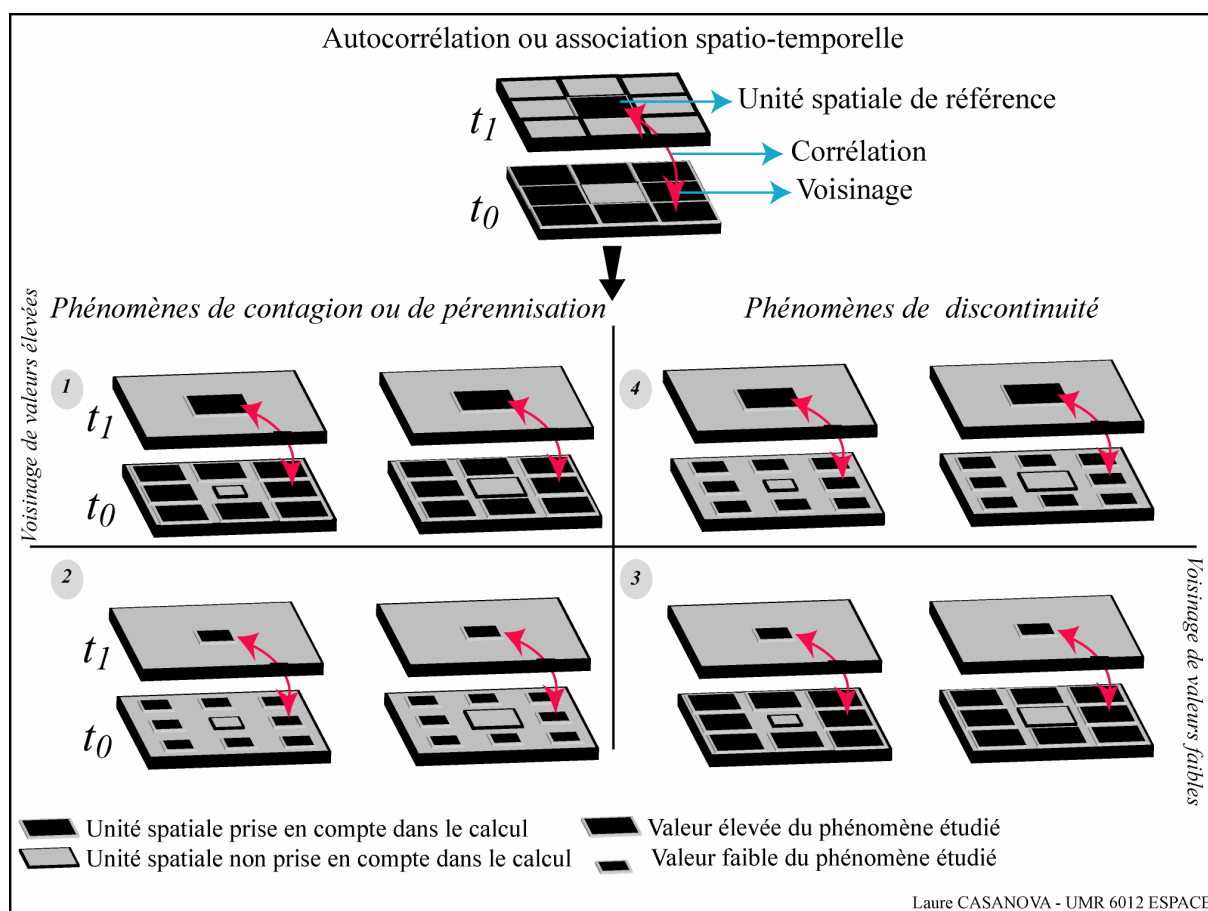 Autocorrélation ou association spatio-temporelle
t1
Unité spatiale de référence
Corrélation
t0
Voisinage
Phénomènes de contagion ou de pérennisation
Phénomènes de discontinuité
Voisinage de valeurs élevées
1
4
t1
t0
2
3
t1
t0
Voisinage de valeurs faibles
Unité spatiale prise en compte dans le calcul
Valeur élevée du phénomène étudié
Unité spatiale non prise en compte dans le calcul
Valeur faible du phénomène étudié
Laure CASANOVA - UMR 6012 ESPACE